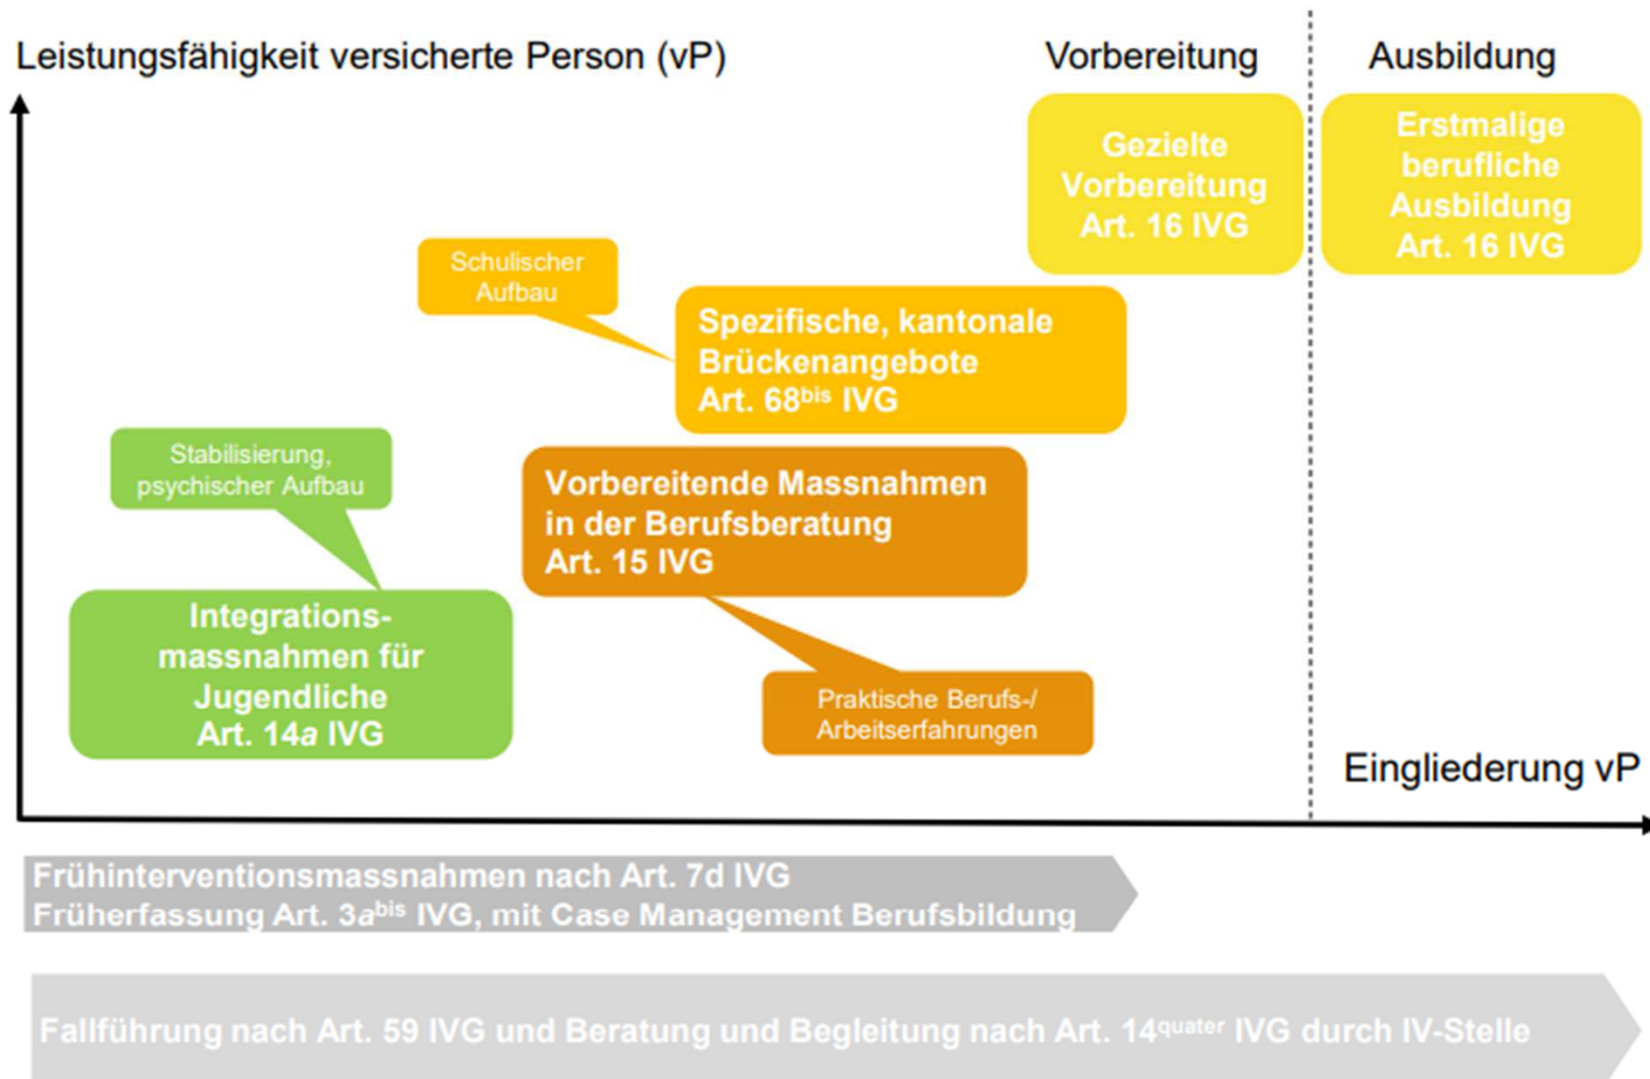 Leistungsfähigkeit versicherte Person (vP)
Vorbereitung
Ausbildung
Gezielte
Vorbereitung
Art. 16 IVG
Erstmalige
berufliche
Ausbildung
Art. 16 IVG
Schulischer
Aufbau
Spezifische, kantonale
Brückenangebote
Art. 68bis IVG
Stabilisierung,
psychischer Aufbau
Vorbereitende Massnahmen
in der Berufsberatung
Art. 15 IVG
Integrations-
massnahmen für
Jugendliche
Art. 14a IVG
Praktische Berufs-/
Arbeitserfahrungen
Eingliederung vP
Frühinterventionsmassnahmen nach Art. 7d IVG
Früherfassung Art. 3abis IVG, mit Case Management Berufsbildung
Fallführung nach Art. 59 IVG und Beratung und Begleitung nach Art. 14quater IVG durch IV-Stelle